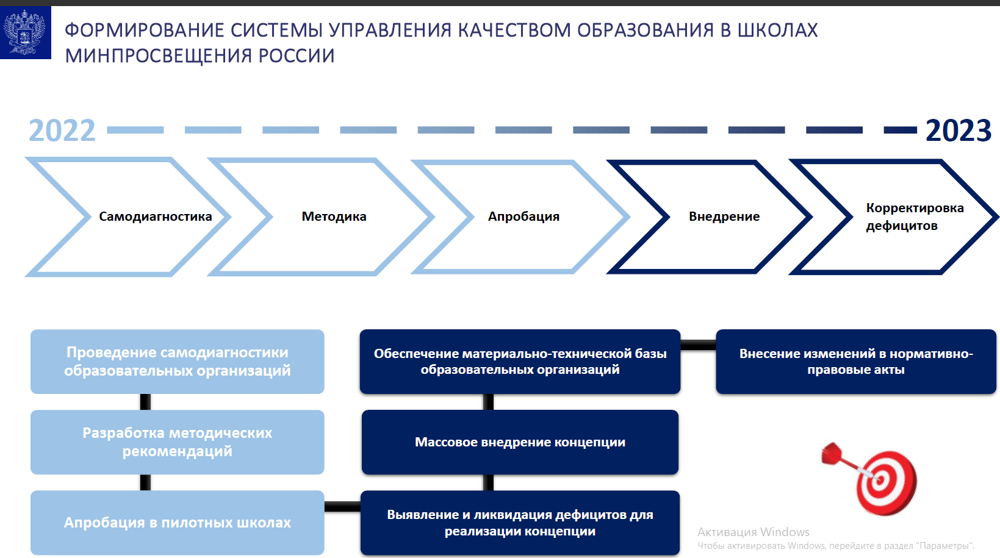 ФОРМИРОВАНИЕ СИСТЕМЫ УПРАВЛЕНИЯ КАЧЕСТВОМ ОБРАЗОВАНИЯ В ШКОЛАХ
МИНПРОСВЕЩЕНИЯ РОССИИ
2022
2023
Самодиагностика
Методика
Апробация
Внедрение
Корректировка
дефицитов
Проведение самодиагностики
образовательных организаций
Разработка методических
рекомендаций
Апробация в пилотных школах
Обеспечение материально-технической базы
образовательных организаций
Массовое внедрение концепции
Выявление и ликвидация дефицитов для
реализации концепции
Внесение изменений в нормативно-
правовые акты
Активация Windows
Чтобы активировать Windows, перейдите в раздел "Параметры".